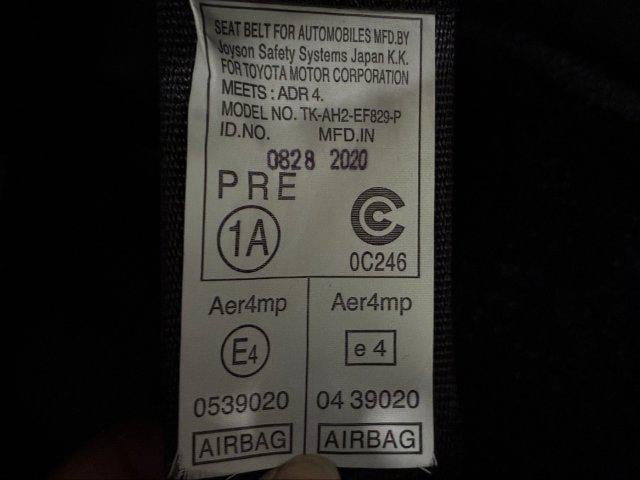 SEAT BELT FOR AUTOMOBILES MFD.BY
Joyson Safety Systems Japan K.K.
FOR TOYOTA MOTOR CORPORATION
MEETS : ADR 4.
MODEL NO. TK-AH2-EF829-P
ID.NO. MFD.IN
0828 2020
PRE
1A
0C246
Aer4mp Aer4mp
E4 e 4
0539020 04 39020
AIRBAG AIRBAG